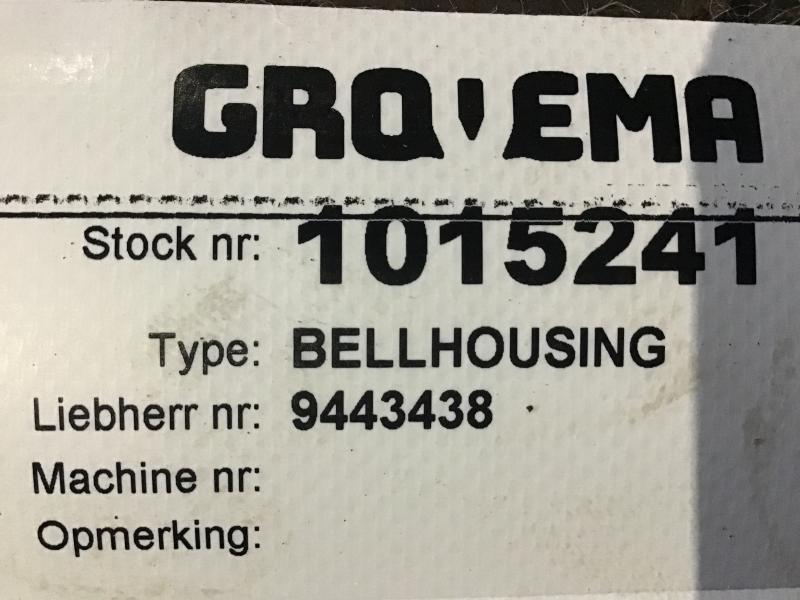 GROVEMA
Stock nr: 1015241
Type: BELLHOUSING
Liebherr nr: 9443438
Machine nr:
Opmerking: